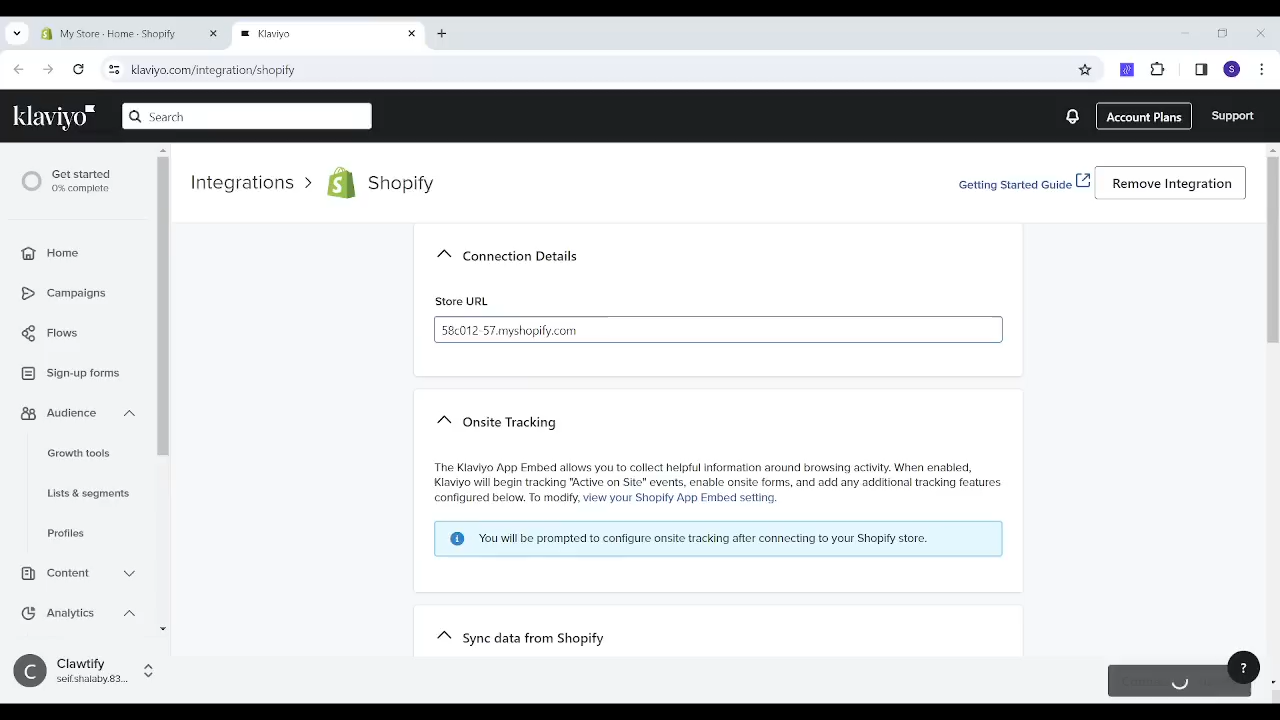 My Store · Home · Shopify
Klaviyo
klaviyo.com/integration/shopify
S
klaviyo
Search
Account Plans
Support
Get started
0% complete
Integrations
Shopify
Getting Started Guide
Remove Integration
Home
Campaigns
Flows
Sign-up forms
Audience
Growth tools
Lists & segments
Profiles
Content
Analytics
Connection Details
Store URL
58c012-57.myshopify.com
Onsite Tracking
The Klaviyo App Embed allows you to collect helpful information around browsing activity. When enabled,
Klaviyo will begin tracking "Active on Site" events, enable onsite forms, and add any additional tracking features
configured below. To modify, view your Shopify App Embed setting.
You will be prompted to configure onsite tracking after connecting to your Shopify store.
Sync data from Shopify
C
Clawtify
seif.shalaby.83...
?